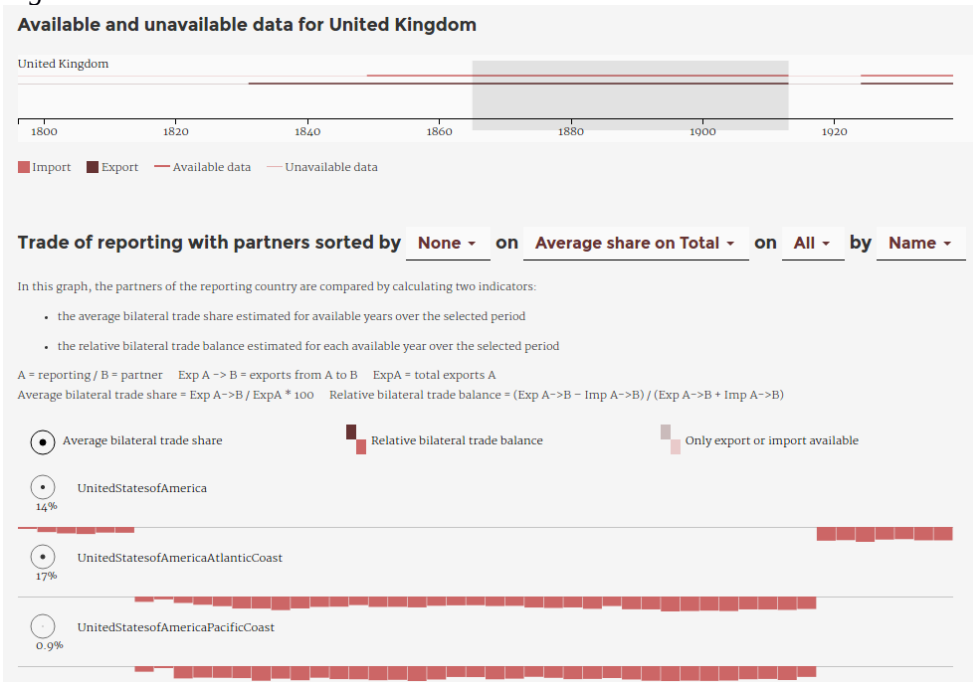 Available and unavailable data for United Kingdom
United Kingdom
1800 1820 1840 1860 1880 1900 1920
Import Export Available data Unavailable data
Trade of reporting with partners sorted by None on Average share on Total on All by Name
In this graph, the partners of the reporting country are compared by calculating two indicators:
• the average bilateral trade share estimated for available years over the selected period
• the relative bilateral trade balance estimated for each available year over the selected period
A = reporting / B = partner Exp A -> B = exports from A to B ExpA = total exports A
Average bilateral trade share = Exp A->B / ExpA * 100 Relative bilateral trade balance = (Exp A->B − Imp A->B) / (Exp A->B + Imp A->B)
Average bilateral trade share Relative bilateral trade balance Only export or import available
UnitedStatesofAmerica
14%
UnitedStatesofAmericaAtlanticCoast
17%
UnitedStatesofAmericaPacificCoast
0.9%